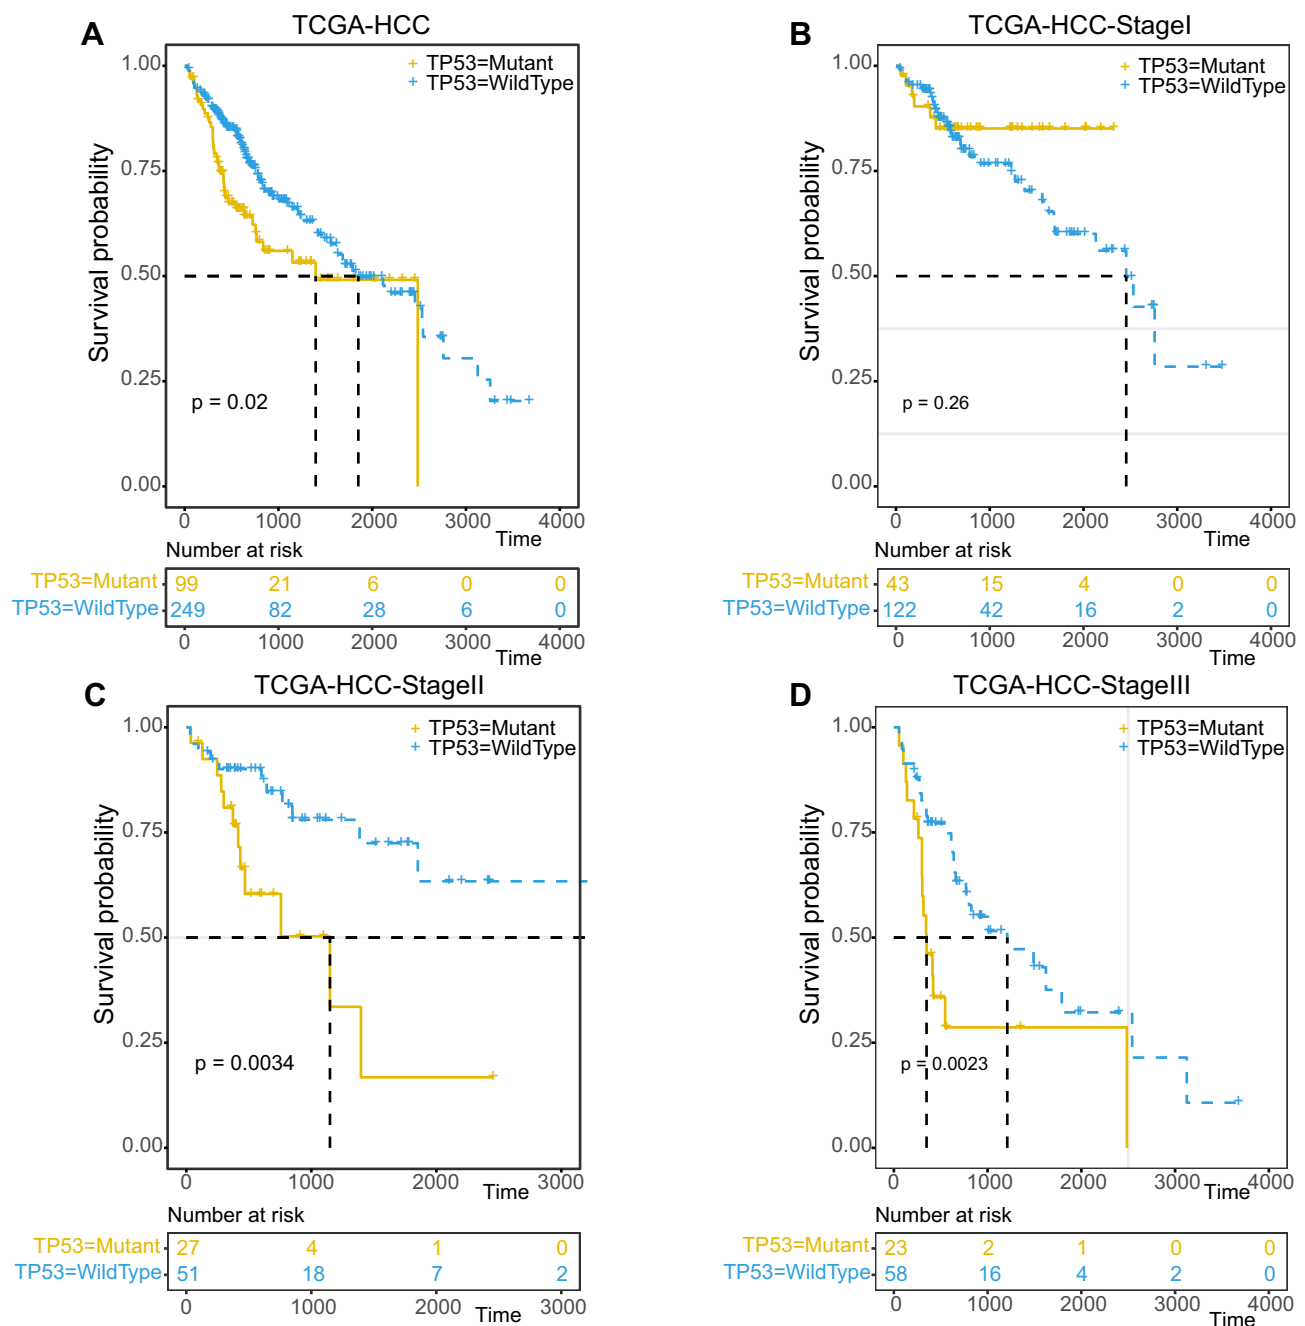 A
TCGA-HCC
TP53=Mutant
TP53=WildType
Survival probability
1.00
0.75
0.50
0.25
0.00
p = 0.02
0 1000 2000 3000 4000
Time
Number at risk
TP53=Mutant 99 21 6 0 0
TP53=WildType 249 82 28 6 0
0 1000 2000 3000 4000
Time
B
TCGA-HCC-StageI
TP53=Mutant
TP53=WildType
Survival probability
1.00
0.75
0.50
0.25
0.00
p = 0.26
0 1000 2000 3000 4000
Time
Number at risk
TP53=Mutant 43 15 4 0 0
TP53=WildType 122 42 16 2 0
0 1000 2000 3000 4000
Time
C
TCGA-HCC-StageII
TP53=Mutant
TP53=WildType
Survival probability
1.00
0.75
0.50
0.25
0.00
p = 0.0034
0 1000 2000 3000
Time
Number at risk
TP53=Mutant 27 4 1 0
TP53=WildType 51 18 7 2
0 1000 2000 3000
Time
D
TCGA-HCC-StageIII
TP53=Mutant
TP53=WildType
Survival probability
1.00
0.75
0.50
0.25
0.00
p = 0.0023
0 1000 2000 3000 4000
Time
Number at risk
TP53=Mutant 23 2 1 0 0
TP53=WildType 58 16 4 2 0
0 1000 2000 3000 4000
Time